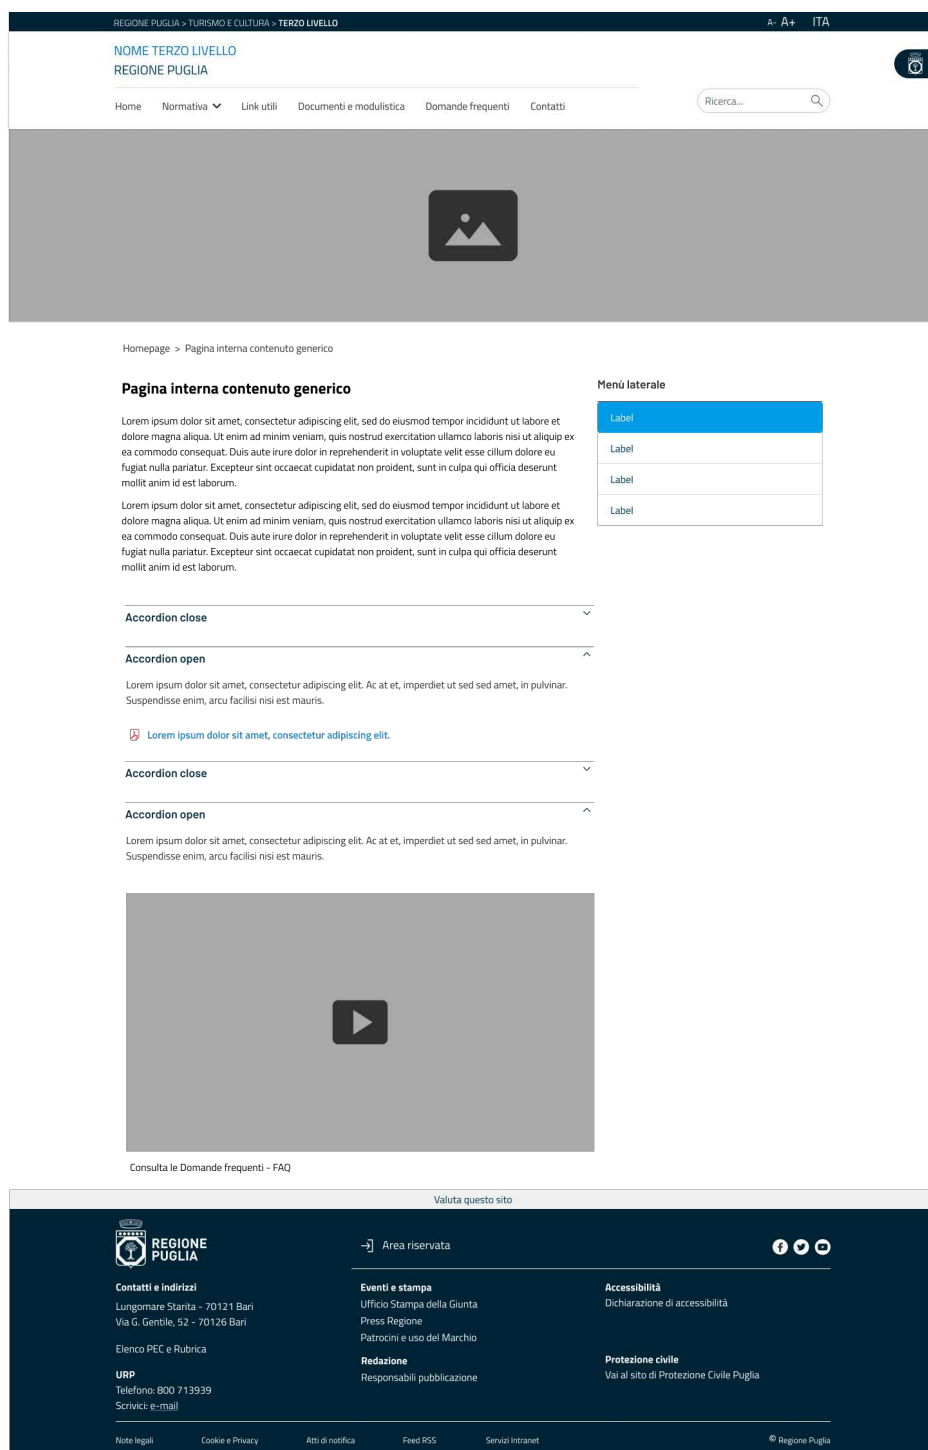 REGIONE PUGLIA > TURISMO E CULTURA > TERZO LIVELLO
A- A+ ITA
NOME TERZO LIVELLO
REGIONE PUGLIA
Home Normativa Link utili Documenti e modulistica Domande frequenti Contatti
Ricerca...
Homepage > Pagina interna contenuto generico
Pagina interna contenuto generico
Lorem ipsum dolor sit amet, consectetur adipiscing elit, sed do eiusmod tempor incididunt ut labore et
dolore magna aliqua. Ut enim ad minim veniam, quis nostrud exercitation ullamco laboris nisi ut aliquip ex
ea commodo consequat. Duis aute irure dolor in reprehenderit in voluptate velit esse cillum dolore eu
fugiat nulla pariatur. Excepteur sint occaecat cupidatat non proident, sunt in culpa qui officia deserunt
mollit anim id est laborum.
Lorem ipsum dolor sit amet, consectetur adipiscing elit, sed do eiusmod tempor incididunt ut labore et
dolore magna aliqua. Ut enim ad minim veniam, quis nostrud exercitation ullamco laboris nisi ut aliquip ex
ea commodo consequat. Duis aute irure dolor in reprehenderit in voluptate velit esse cillum dolore eu
fugiat nulla pariatur. Excepteur sint occaecat cupidatat non proident, sunt in culpa qui officia deserunt
mollit anim id est laborum.
Menù laterale
Label
Label
Label
Label
Accordion close
Accordion open
Lorem ipsum dolor sit amet, consectetur adipiscing elit. Ac at et, imperdiet ut sed sed amet, in pulvinar.
Suspendisse enim, arcu facilisi nisi est mauris.
Lorem ipsum dolor sit amet, consectetur adipiscing elit.
Accordion close
Accordion open
Lorem ipsum dolor sit amet, consectetur adipiscing elit. Ac at et, imperdiet ut sed sed amet, in pulvinar.
Suspendisse enim, arcu facilisi nisi est mauris.
Consulta le Domande frequenti - FAQ
Valuta questo sito
REGIONE
PUGLIA
Area riservata
Contatti e indirizzi
Lungomare Starita - 70121 Bari
Via G. Gentile, 52 - 70126 Bari
Elenco PEC e Rubrica
URP
Telefono: 800 713939
Scrivici: e-mail
Eventi e stampa
Ufficio Stampa della Giunta
Press Regione
Patrocini e uso del Marchio
Redazione
Responsabili pubblicazione
Accessibilità
Dichiarazione di accessibilità
Protezione civile
Vai al sito di Protezione Civile Puglia
Note legali Cookie e Privacy Atti di notifica Feed RSS Servizi Intranet © Regione Puglia